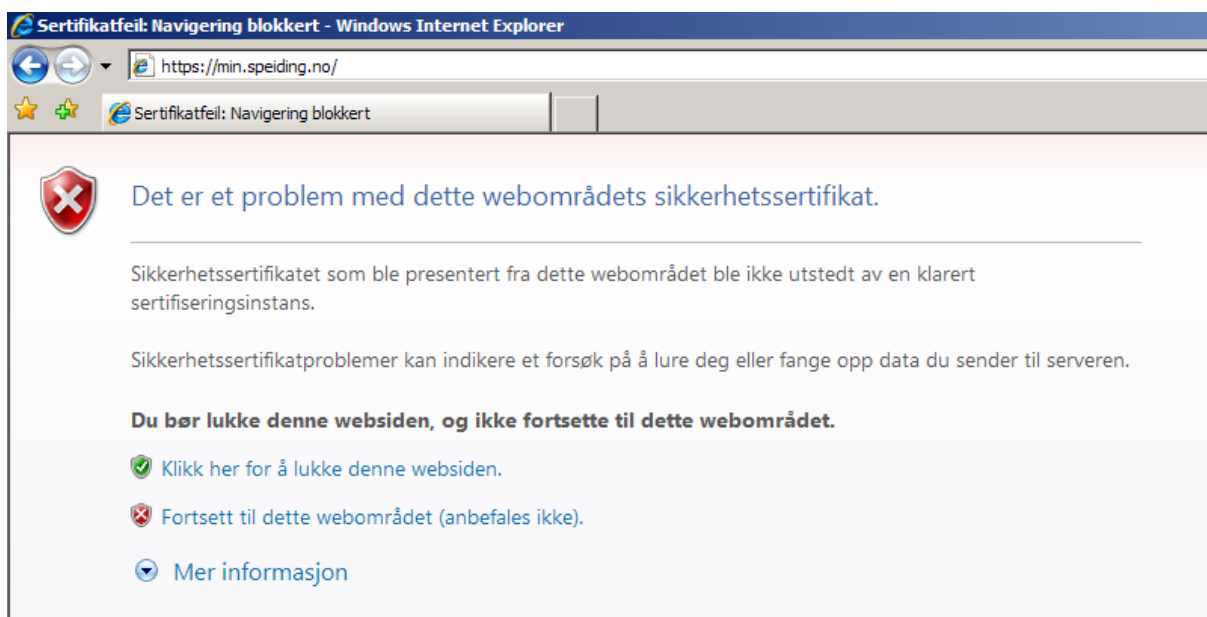 Sertifikatfeil: Navigering blokkert - Windows Internet Explorer
https://min.speiding.no/
Sertifikatfeil: Navigering blokkert
Det er et problem med dette webområdets sikkerhetssertifikat.
Sikkerhetssertifikatet som ble presentert fra dette webområdet ble ikke utstedt av en klarert
sertifiseringsinstans.
Sikkerhetssertifikatproblemer kan indikere et forsøk på å lure deg eller fange opp data du sender til serveren.
Du bør lukke denne websiden, og ikke fortsette til dette webområdet.
Klikk her for å lukke denne websiden.
Fortsett til dette webområdet (anbefales ikke).
Mer informasjon